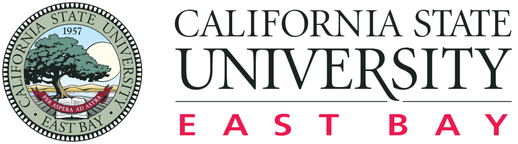 CALIFORNIA STATE UNIVERSITY
1957
PER ASPERA AD ASTRA
EAST BAY
CALIFORNIA STATE
UNIVERSITY
EAST BAY